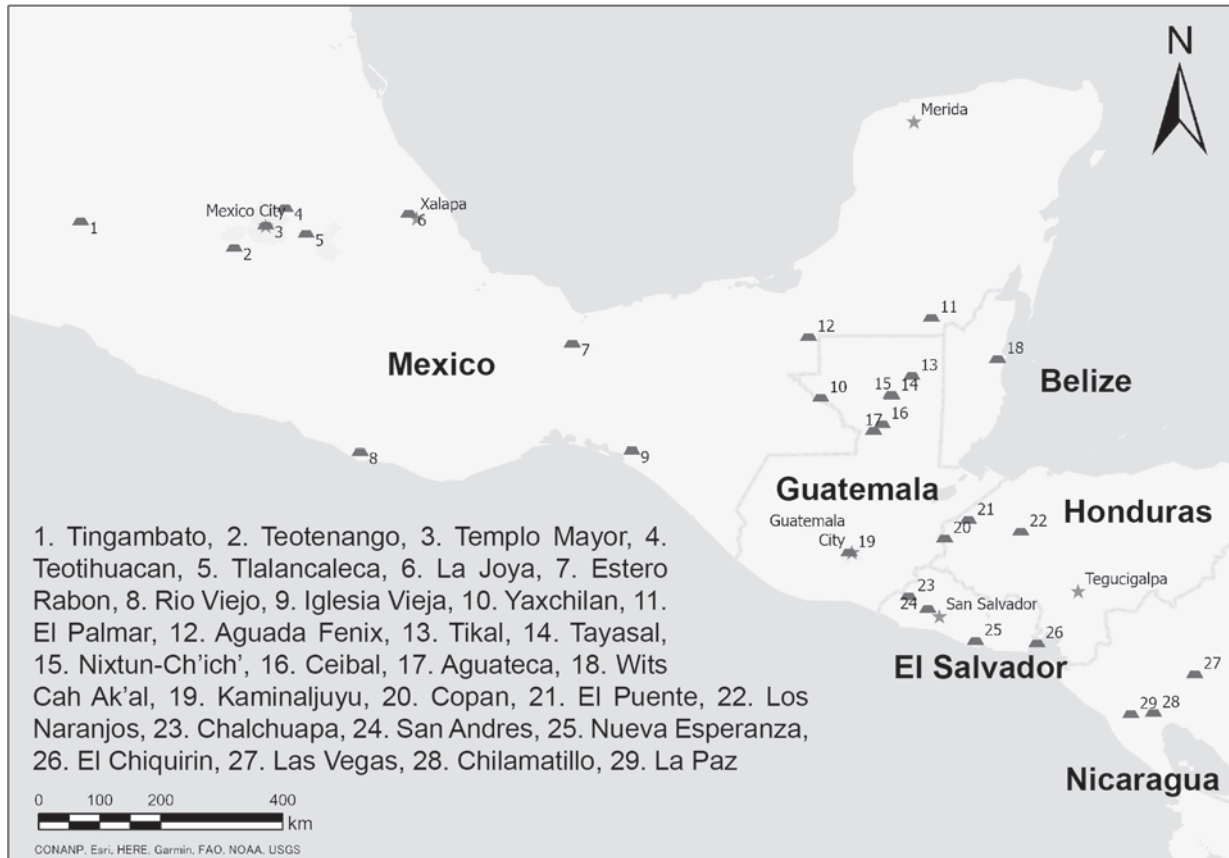 N
Merida
Mexico City
4
Xalapa
1
3
6
5
2
11
12
7
Mexico
18
13
Belize
10
15 14
17 16
8
9
Guatemala
21
Honduras
Guatemala
City
19
20
22
Tegucigalpa
23
24
San Salvador
25
26
El Salvador
27
29 28
Nicaragua
1. Tingambato, 2. Teotenango, 3. Templo Mayor, 4.
Teotihuacan, 5. Tlalancaleca, 6. La Joya, 7. Estero
Rabon, 8. Rio Viejo, 9. Iglesia Vieja, 10. Yaxchilan, 11.
El Palmar, 12. Aguada Fenix, 13. Tikal, 14. Tayasal,
15. Nixtun-Ch'ich', 16. Ceibal, 17. Aguateca, 18. Wits
Cah Ak'al, 19. Kaminaljuyu, 20. Copan, 21. El Puente, 22. Los
Naranjos, 23. Chalchuapa, 24. San Andres, 25. Nueva Esperanza,
26. El Chiquirin, 27. Las Vegas, 28. Chilamatillo, 29. La Paz
0 100 200 400
km
CONANP, Esri, HERE, Garmin, FAO, NOAA, USGS